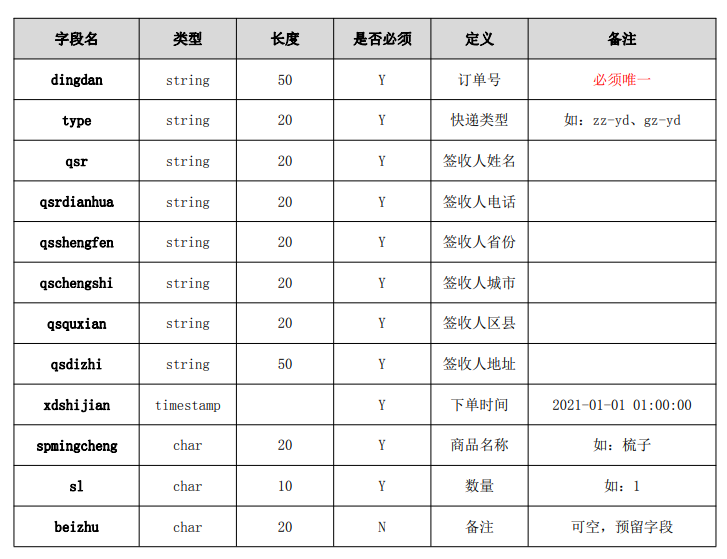 字段名 类型 长度 是否必须 定义 备注
dingdan string 50 Y 订单号 必须唯一
type string 20 Y 快递类型 如：zz-yd、gz-yd
qsr string 20 Y 签收人姓名
qsrdianhua string 20 Y 签收人电话
qsshengfen string 20 Y 签收人省份
qschengshi string 20 Y 签收人城市
qsquxian string 20 Y 签收人区县
qsdizhi string 50 Y 签收人地址
xdshijian timestamp Y 下单时间 2021-01-01 01:00:00
spmingcheng char 20 Y 商品名称 如：梳子
sl char 10 Y 数量 如：1
beizhu char 20 N 备注 可空，预留字段